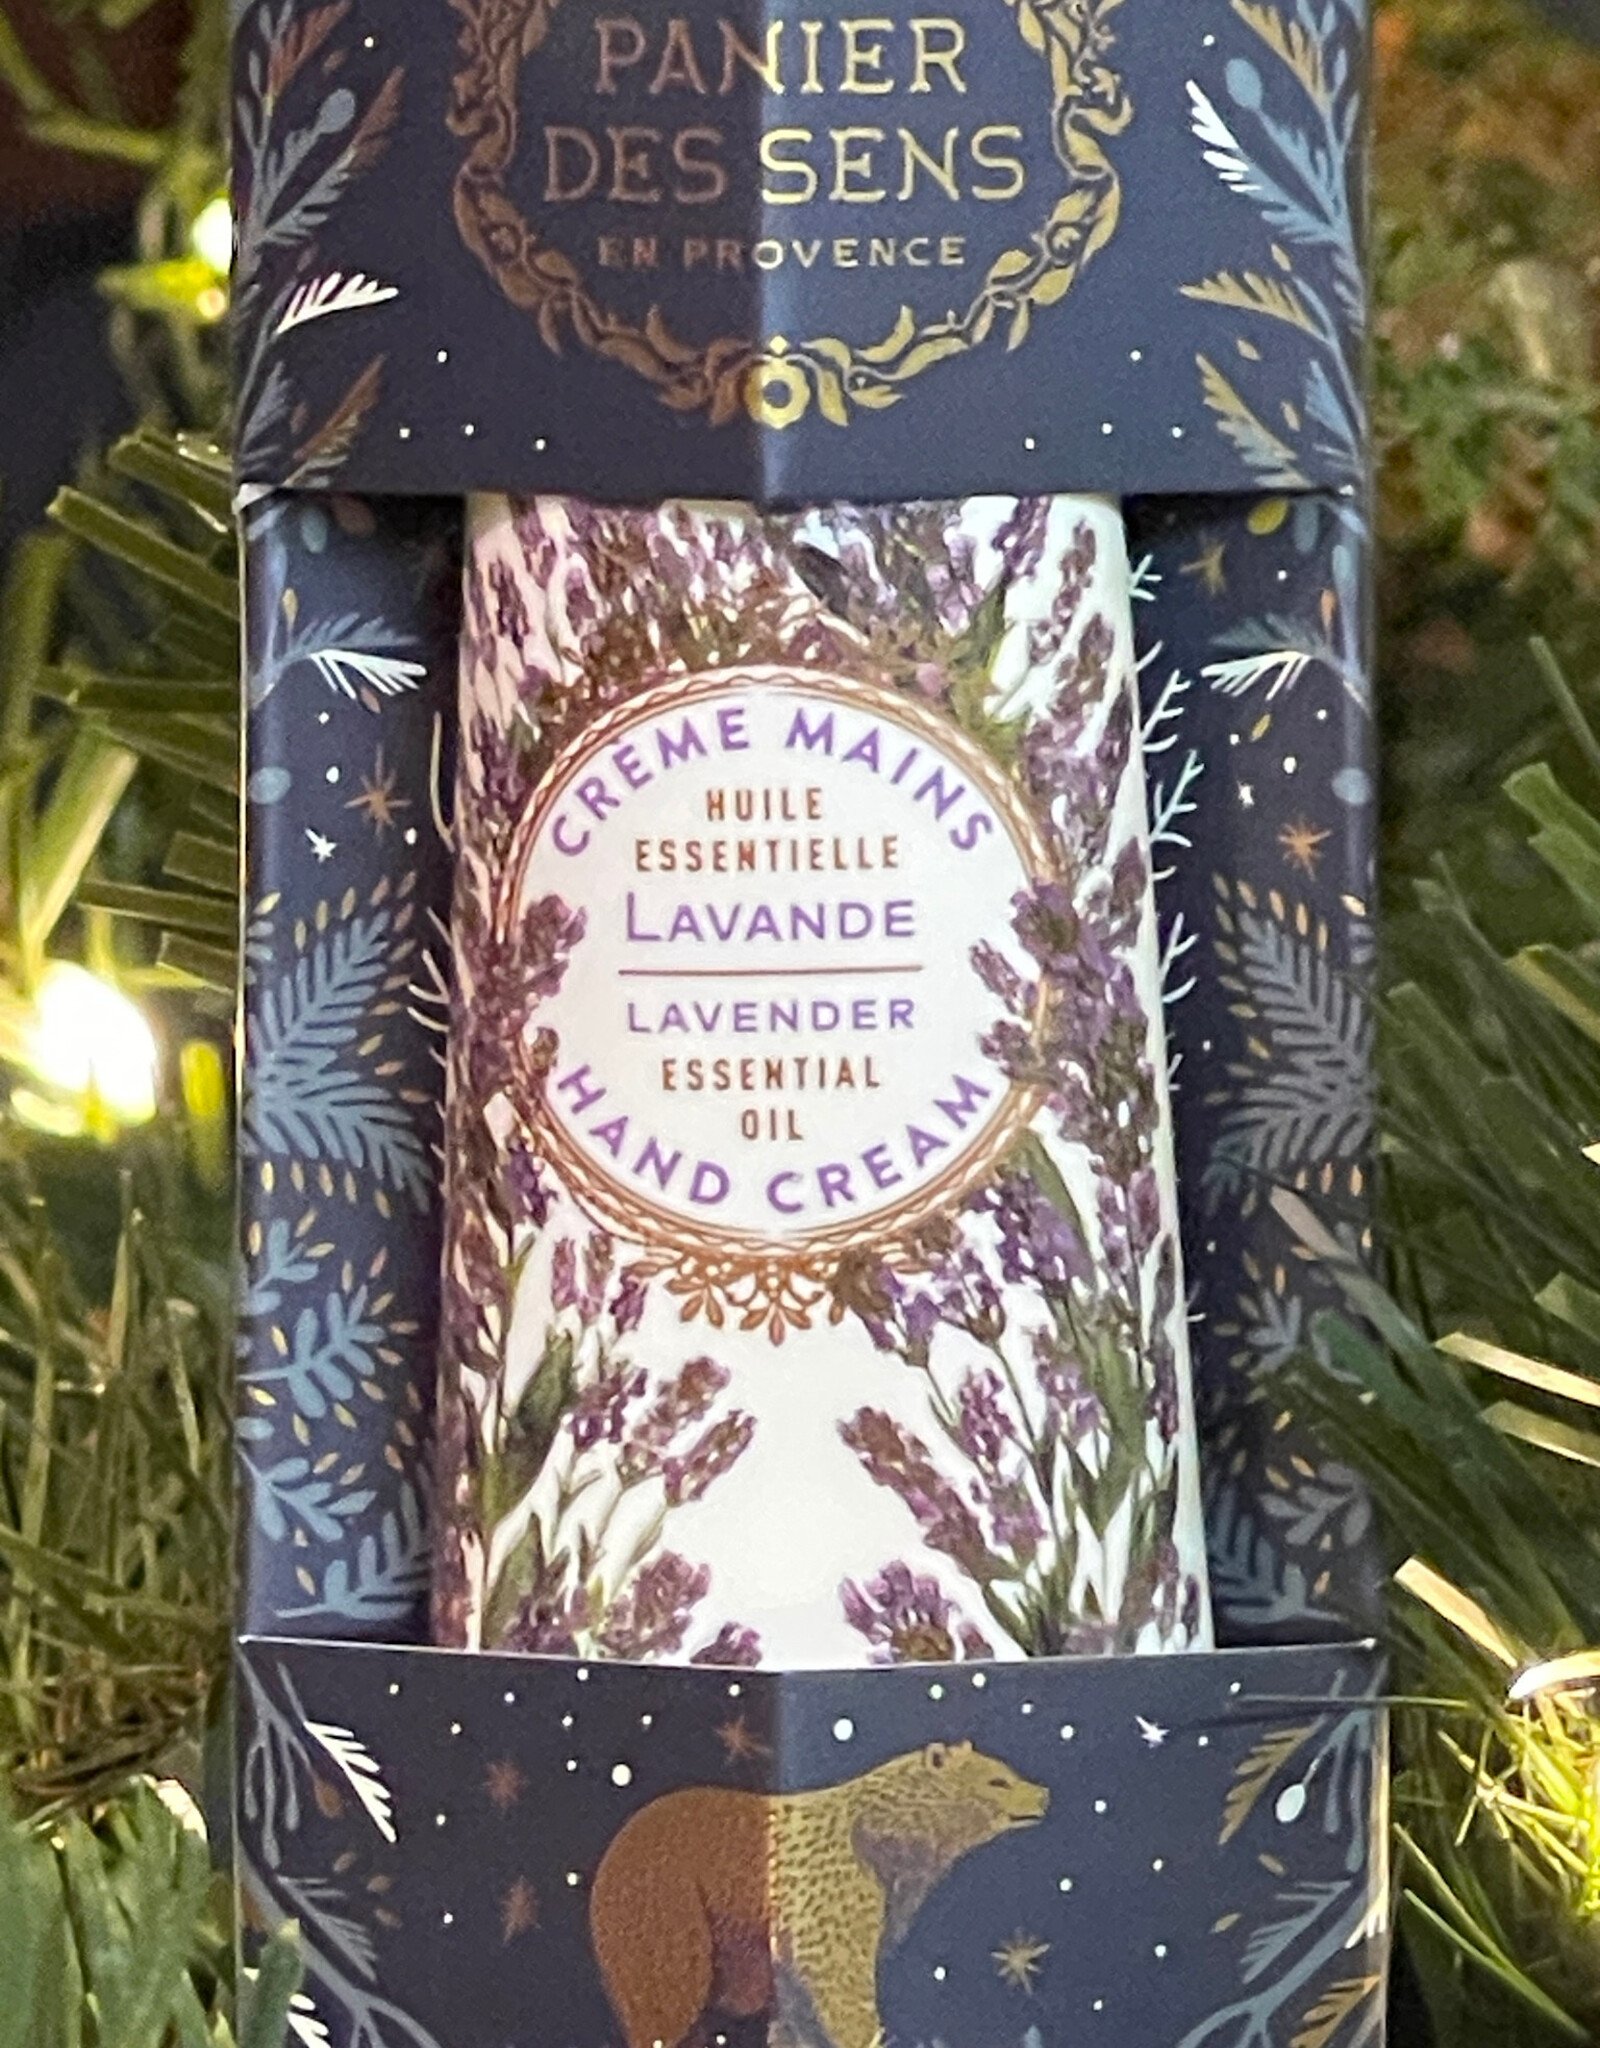 PANIER
DES SENS
EN PROVENCE
CRÈME MAINS
HUILE
ESSENTIELLE
LAVANDE
LAVENDER
ESSENTIAL
OIL
HAND CREAM